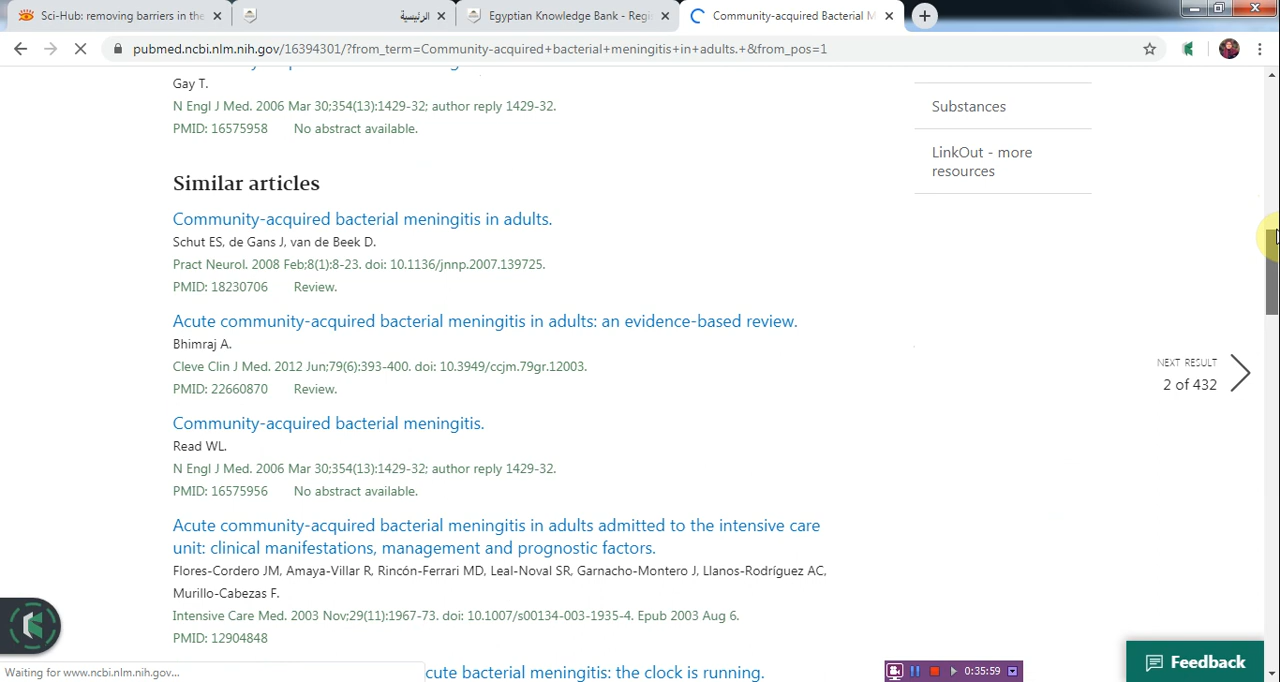 Sci-Hub: removing barriers in the
الرئيسية
Egyptian Knowledge Bank - Regi
Community-acquired Bacterial M
pubmed.ncbi.nlm.nih.gov/16394301/?from_term=Community-acquired+bacterial+meningitis+in+adults.+&from_pos=1
Gay T.
N Engl J Med. 2006 Mar 30;354(13):1429-32; author reply 1429-32.
PMID: 16575958 No abstract available.
Similar articles
Community-acquired bacterial meningitis in adults.
Schut ES, de Gans J, van de Beek D.
Pract Neurol. 2008 Feb;8(1):8-23. doi: 10.1136/jnnp.2007.139725.
PMID: 18230706 Review.
Acute community-acquired bacterial meningitis in adults: an evidence-based review.
Bhimraj A.
Cleve Clin J Med. 2012 Jun;79(6):393-400. doi: 10.3949/ccjm.79gr.12003.
PMID: 22660870 Review.
Community-acquired bacterial meningitis.
Read WL.
N Engl J Med. 2006 Mar 30;354(13):1429-32; author reply 1429-32.
PMID: 16575956 No abstract available.
Acute community-acquired bacterial meningitis in adults admitted to the intensive care
unit: clinical manifestations, management and prognostic factors.
Flores-Cordero JM, Amaya-Villar R, Rincón-Ferrari MD, Leal-Noval SR, Garnacho-Montero J, Llanos-Rodríguez AC,
Murillo-Cabezas F.
Intensive Care Med. 2003 Nov;29(11):1967-73. doi: 10.1007/s00134-003-1935-4. Epub 2003 Aug 6.
PMID: 12904848
cute bacterial meningitis: the clock is running.
Substances
LinkOut - more
resources
NEXT RESULT
2 of 432
Waiting for www.ncbi.nlm.nih.gov...
0:35:59
Feedback